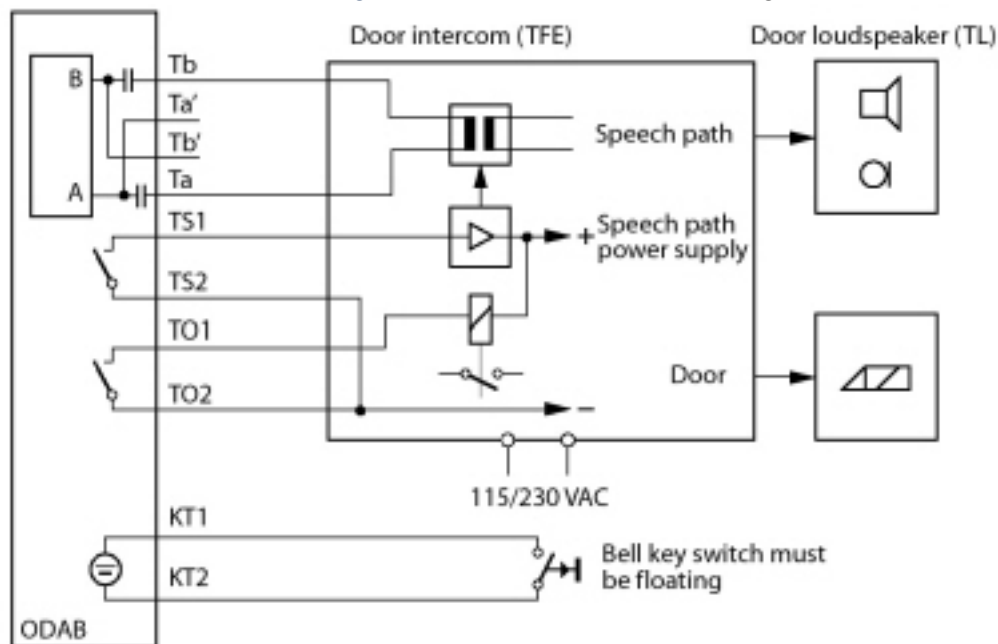 Door intercom (TFE)
Door loudspeaker (TL)
B
Tb
Ta'
Tb'
A
Ta
Speech path
TS1
+ Speech path
power supply
TS2
TO1
Door
TO2
−
115/230 VAC
KT1
Bell key switch must
be floating
KT2
ODAB